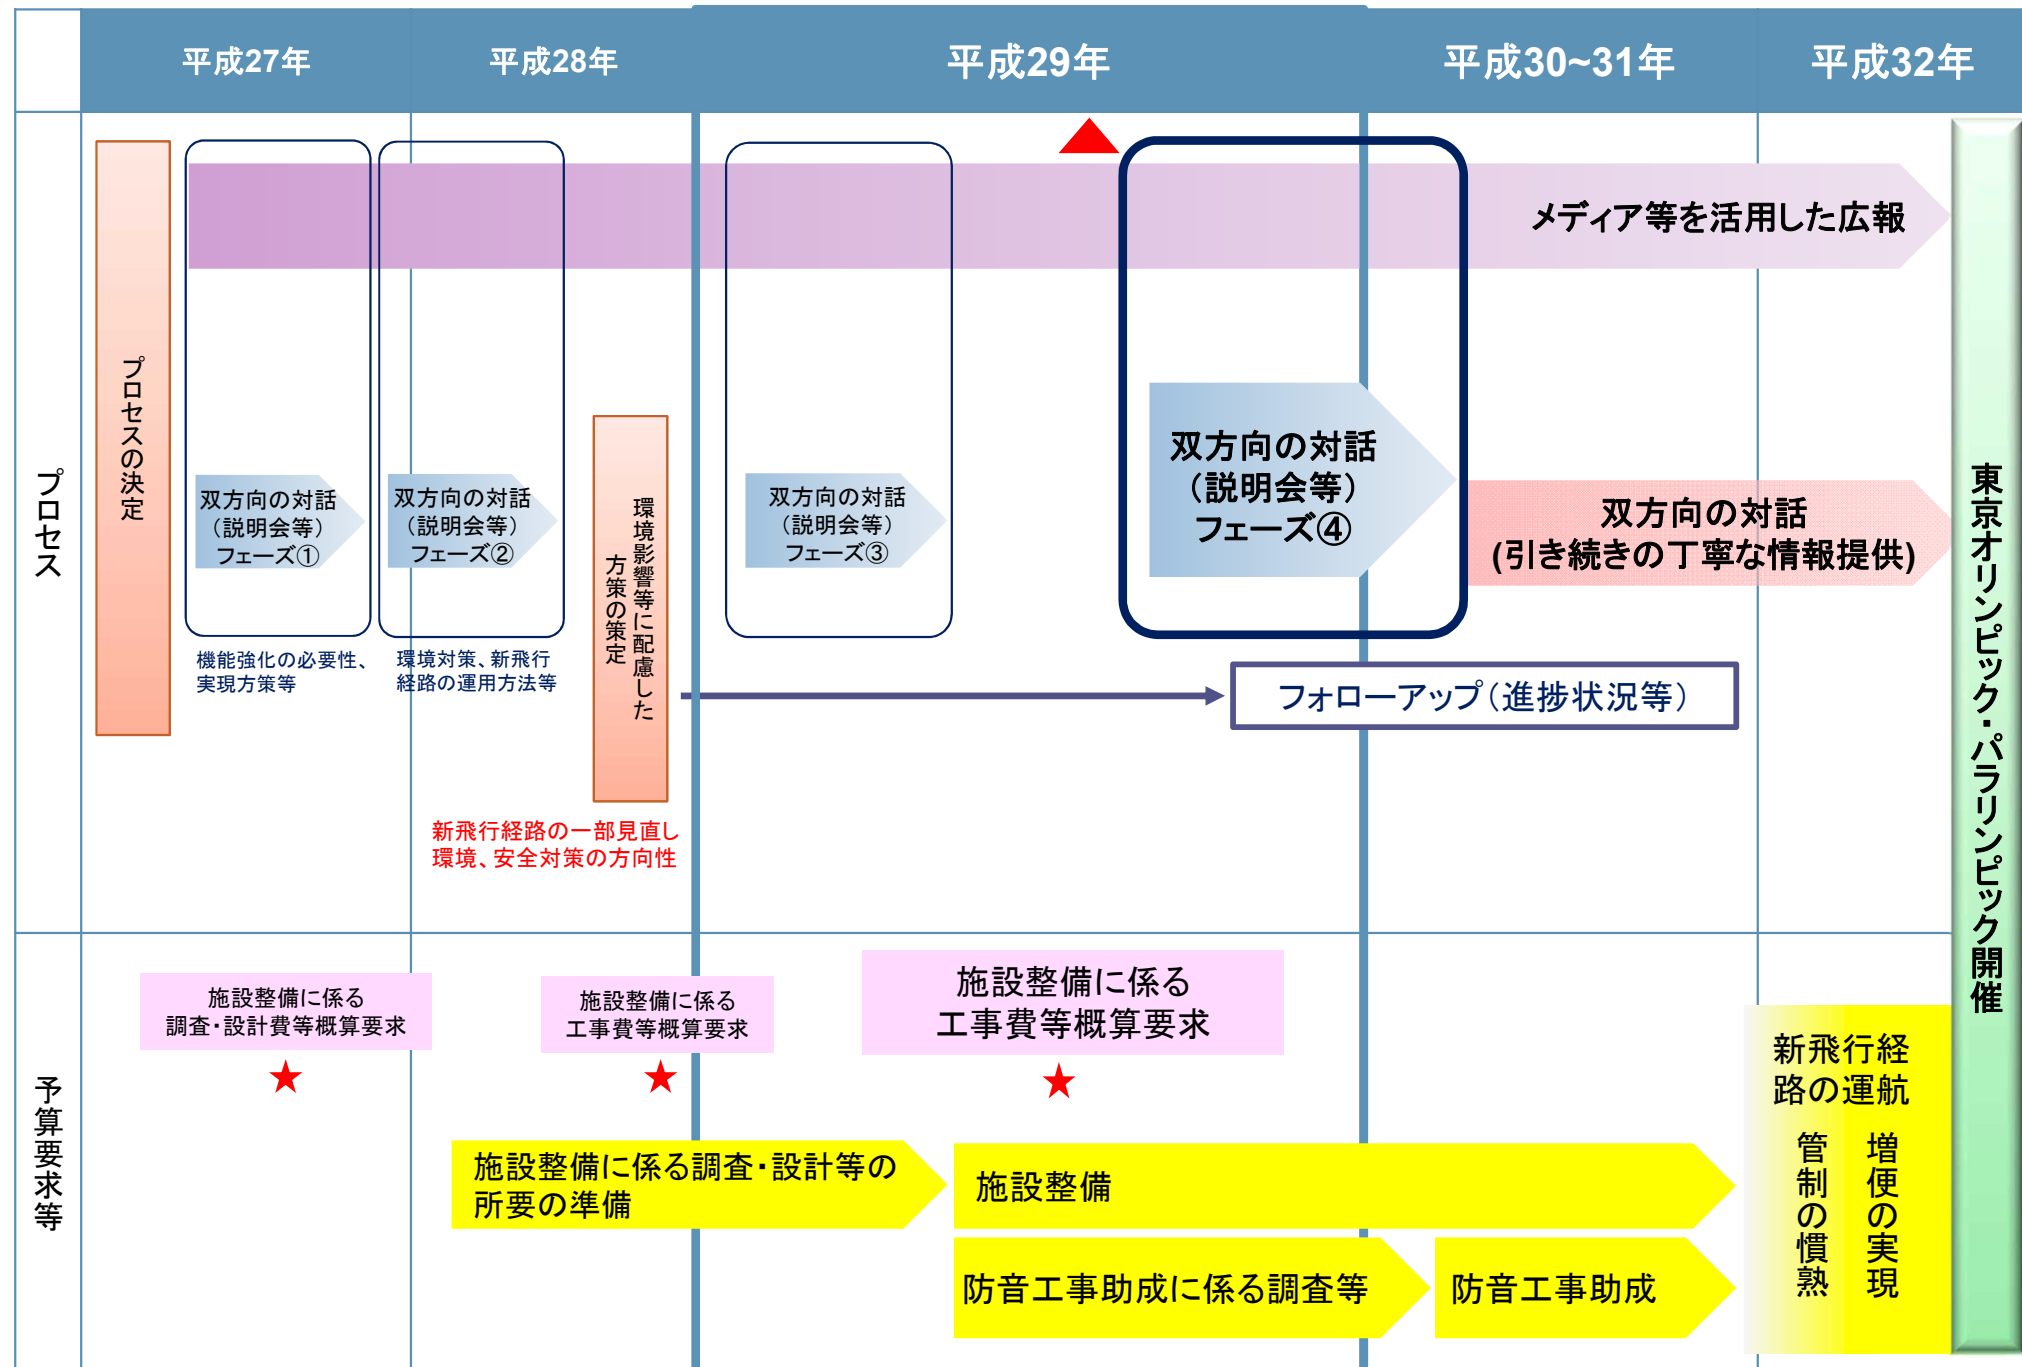 平成27年
平成28年
平成29年
平成30~31年
平成32年
プロセス
プロセスの決定
双方向の対話
（説明会等）
フェーズ①
機能強化の必要性、
実現方策等
双方向の対話
（説明会等）
フェーズ②
環境対策、新飛行
経路の運用方法等
環境影響等に配慮した
方策の策定
新飛行経路の一部見直し
環境、安全対策の方向性
双方向の対話
（説明会等）
フェーズ③
双方向の対話
（説明会等）
フェーズ④
メディア等を活用した広報
双方向の対話
(引き続きの丁寧な情報提供)
フォローアップ（進捗状況等）
東京オリンピック・パラリンピック開催
予算要求等
施設整備に係る
調査・設計費等概算要求
★
施設整備に係る
工事費等概算要求
★
施設整備に係る
工事費等概算要求
★
施設整備に係る調査・設計等の
所要の準備
施設整備
防音工事助成に係る調査等
防音工事助成
新飛行経
路の運航
増便の実現
管制の慣熟